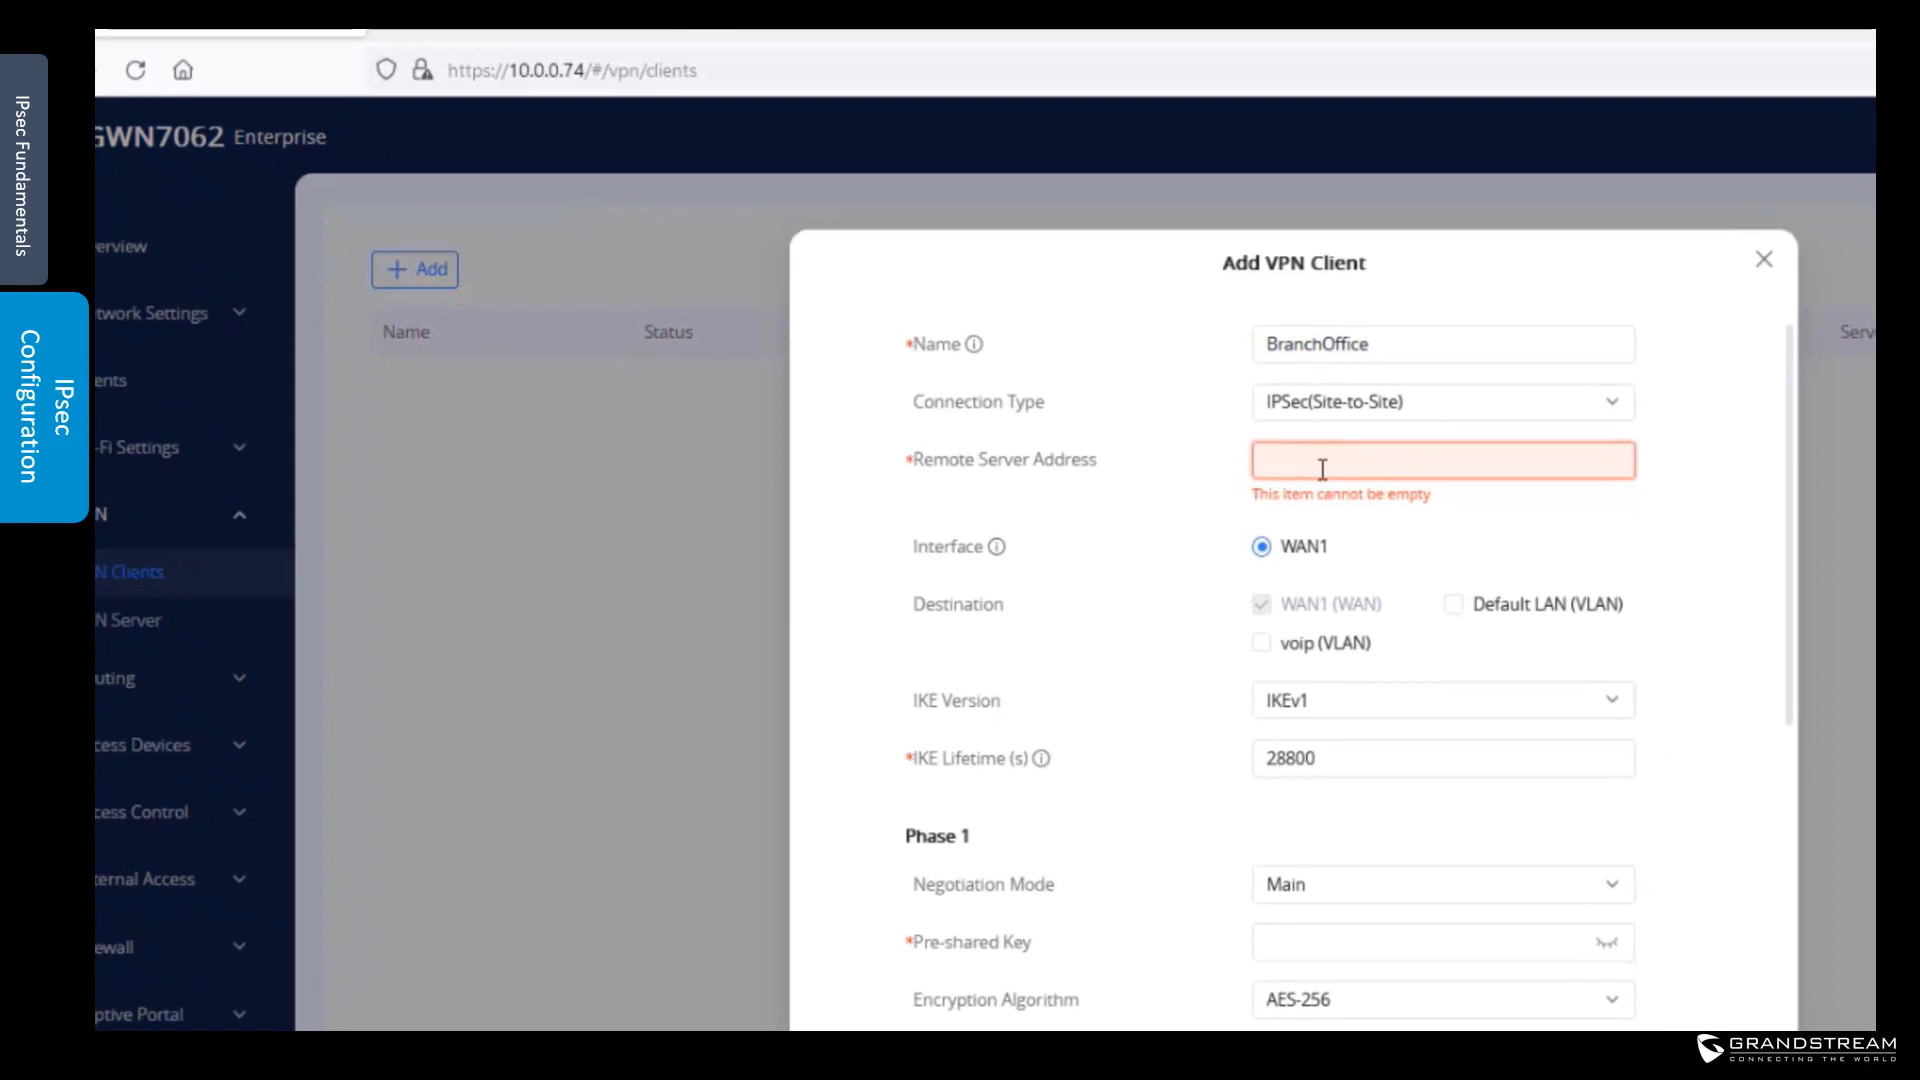 IPsec Fundamentals
IPsec
Configuration
https://10.0.0.74/#/vpn/clients
GWN7062 Enterprise
erview
twork Settings
ents
-Fi Settings
N
N Clients
N Server
uting
cess Devices
cess Control
ternal Access
ewall
ptive Portal
+ Add
Name
Status
Serv
Add VPN Client
*Name
BranchOffice
Connection Type
IPSec(Site-to-Site)
*Remote Server Address
This item cannot be empty
Interface
WAN1
Destination
WAN1 (WAN)
Default LAN (VLAN)
voip (VLAN)
IKE Version
IKEv1
*IKE Lifetime (s)
28800
Phase 1
Negotiation Mode
Main
*Pre-shared Key
Encryption Algorithm
AES-256
GRANDSTREAM
CONNECTING THE WORLD